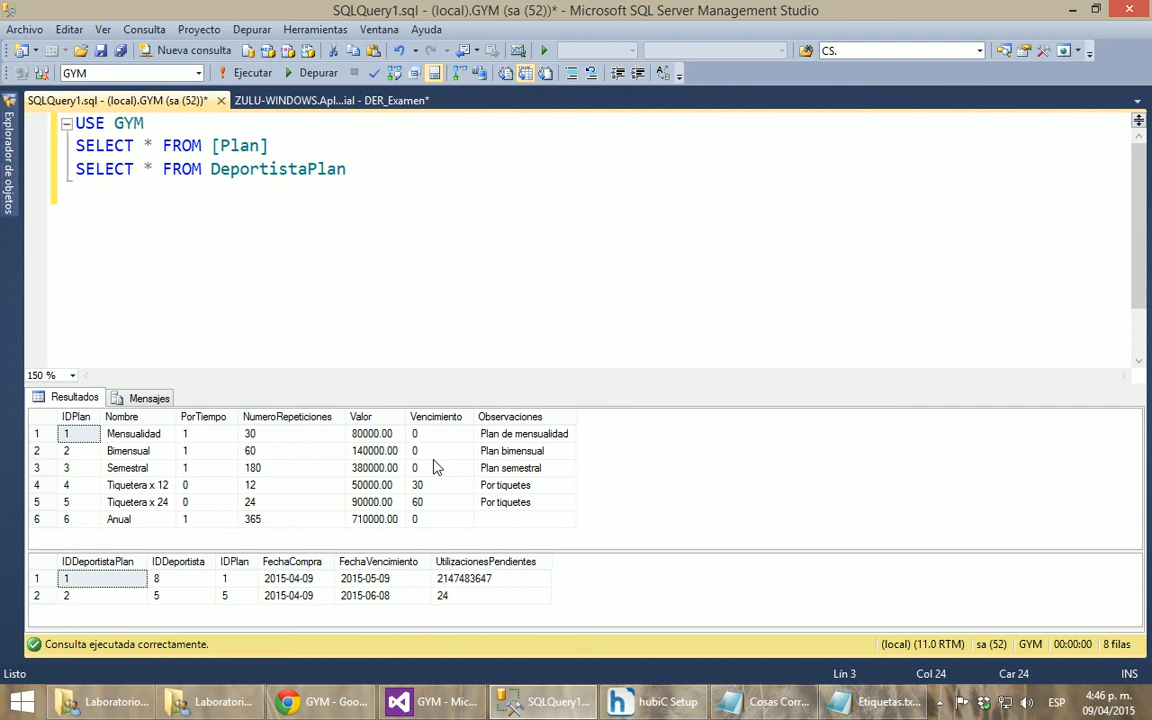 SQLQuery1.sql - (local).GYM (sa (52))* - Microsoft SQL Server Management Studio
Archivo Editar Ver Consulta Proyecto Depurar Herramientas Ventana Ayuda
Nueva consulta CS.
GYM Ejecutar Depurar
SQLQuery1.sql - (local).GYM (sa (52))* ZULU-WINDOWS.Apl...ial - DER_Examen*
Explorador de objetos
USE GYM
SELECT * FROM [Plan]
SELECT * FROM DeportistaPlan
150 %
Resultados Mensajes
IDPlan Nombre PorTiempo NumeroRepeticiones Valor Vencimiento Observaciones
1 1 Mensualidad 1 30 80000.00 0 Plan de mensualidad
2 2 Bimensual 1 60 140000.00 0 Plan bimensual
3 3 Semestral 1 180 380000.00 0 Plan semestral
4 4 Tiquetera x 12 0 12 50000.00 30 Por tiquetes
5 5 Tiquetera x 24 0 24 90000.00 60 Por tiquetes
6 6 Anual 1 365 710000.00 0
IDDeportistaPlan IDDeportista IDPlan FechaCompra FechaVencimiento UtilizacionesPendientes
1 1 8 1 2015-04-09 2015-05-09 2147483647
2 2 5 5 2015-04-09 2015-06-08 24
Consulta ejecutada correctamente. (local) (11.0 RTM) sa (52) GYM 00:00:00 8 filas
Listo Lín 3 Col 24 Car 24 INS
Laboratorio... Laborator... GYM - Goo... GYM - Mic... SQLQuery1... hubiC Setup Cosas Corr... Etiquetas.tx... ESP 4:46 p. m.
09/04/2015